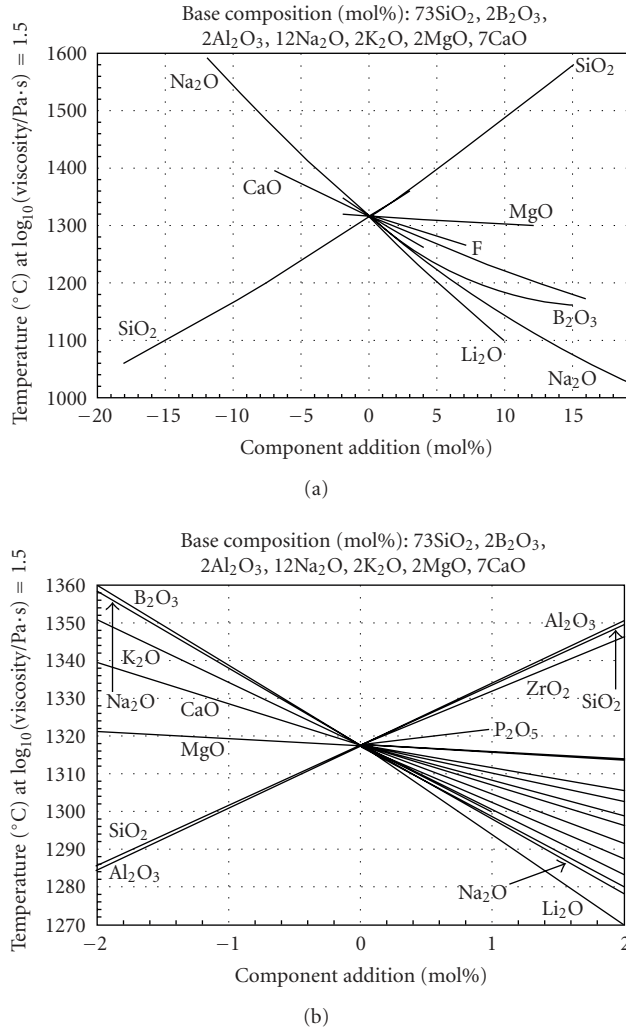 Base composition (mol%): 73SiO₂, 2B₂O₃,
2Al₂O₃, 12Na₂O, 2K₂O, 2MgO, 7CaO
Temperature (°C) at log₁₀(viscosity/Pa·s) = 1.5
1600
1500
1400
1300
1200
1100
1000
Na₂O
SiO₂
CaO
MgO
F
B₂O₃
SiO₂
Li₂O
Na₂O
−20 −15 −10 −5 0 5 10 15
Component addition (mol%)
(a)
Base composition (mol%): 73SiO₂, 2B₂O₃,
2Al₂O₃, 12Na₂O, 2K₂O, 2MgO, 7CaO
Temperature (°C) at log₁₀(viscosity/Pa·s) = 1.5
1360
1350
1340
1330
1320
1310
1300
1290
1280
1270
B₂O₃
Al₂O₃
K₂O
ZrO₂
Na₂O
SiO₂
CaO
P₂O₅
MgO
SiO₂
Al₂O₃
Na₂O
Li₂O
−2 −1 0 1 2
Component addition (mol%)
(b)